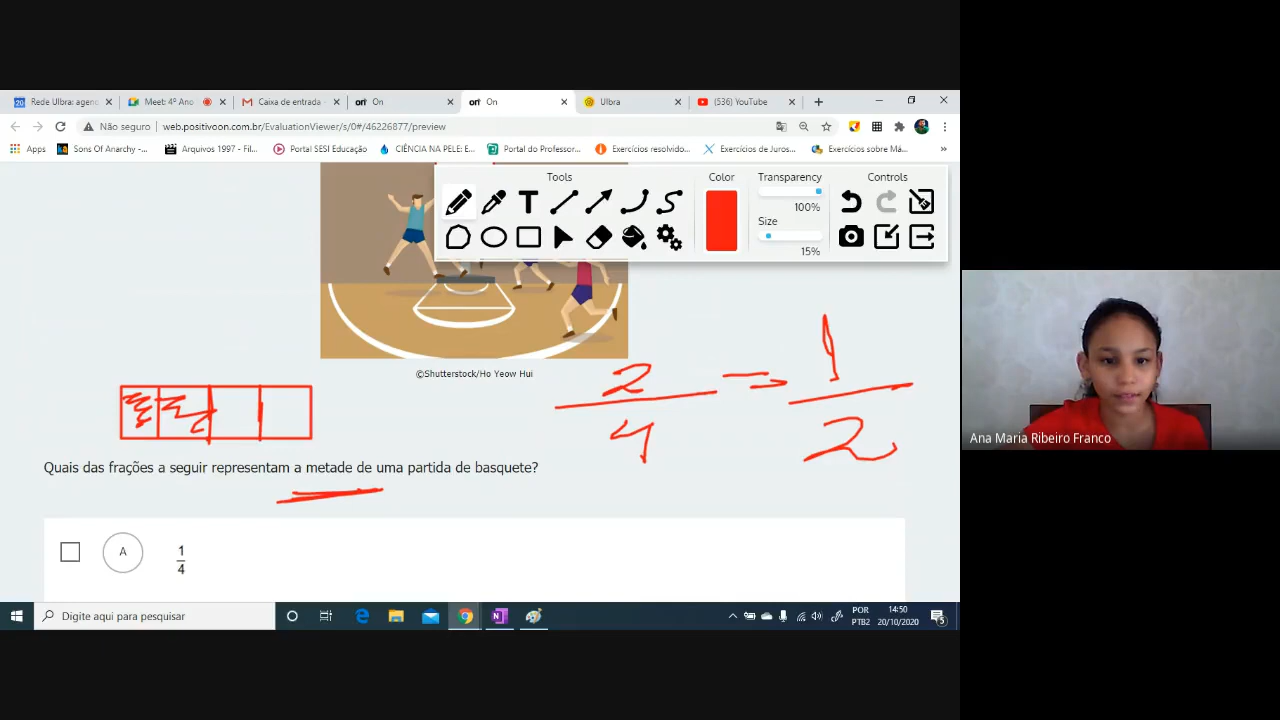 Rede Ulbra: agen
Meet: 4º Ano
Caixa de entrada -
On
On
Ulbra
(536) YouTube
Não seguro | web.positivoon.com.br/EvaluationViewer/s/0#/46226877/preview
Apps
Sons Of Anarchy -...
Arquivos 1997 - Fil...
Portal SESI Educação
CIÊNCIA NA PELE: E...
Portal do Professor...
Exercícios resolvido...
Exercícios de Juros...
Exercícios sobre Má...
»
Tools
Color
Transparency
Controls
100%
Size
15%
T
©Shutterstock/Ho Yeow Hui
2/4 = 1/2
Ana Maria Ribeiro Franco
Quais das frações a seguir representam a metade de uma partida de basquete?
A 1/4
Digite aqui para pesquisar
POR
PTB2
14:50
20/10/2020
5